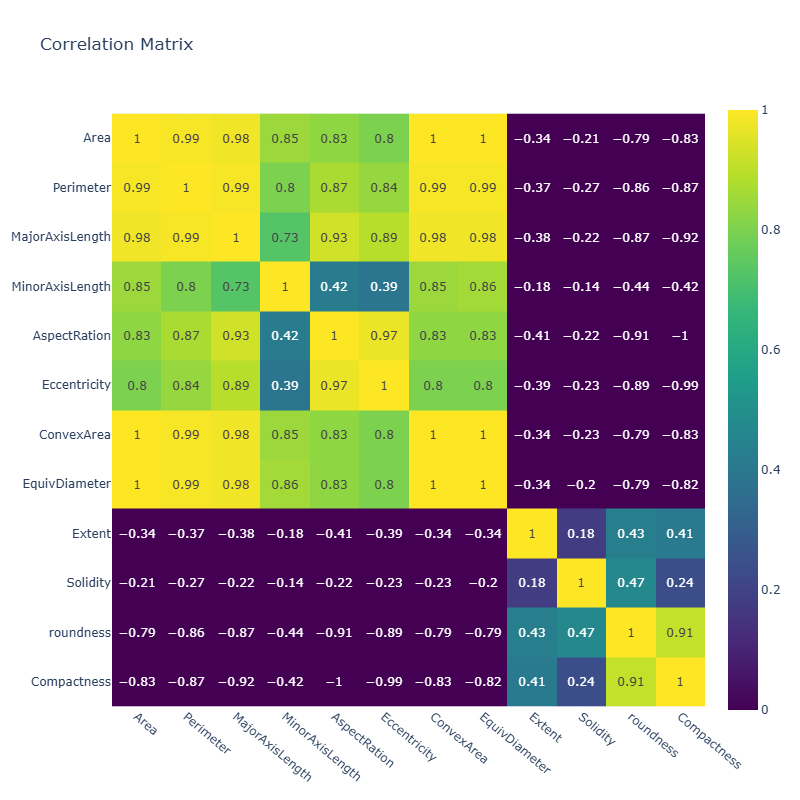 Correlation Matrix
Area 1 0.99 0.98 0.85 0.83 0.8 1 1 −0.34 −0.21 −0.79 −0.83
Perimeter 0.99 1 0.99 0.8 0.87 0.84 0.99 0.99 −0.37 −0.27 −0.86 −0.87
MajorAxisLength 0.98 0.99 1 0.73 0.93 0.89 0.98 0.98 −0.38 −0.22 −0.87 −0.92
MinorAxisLength 0.85 0.8 0.73 1 0.42 0.39 0.85 0.86 −0.18 −0.14 −0.44 −0.42
AspectRation 0.83 0.87 0.93 0.42 1 0.97 0.83 0.83 −0.41 −0.22 −0.91 −1
Eccentricity 0.8 0.84 0.89 0.39 0.97 1 0.8 0.8 −0.39 −0.23 −0.89 −0.99
ConvexArea 1 0.99 0.98 0.85 0.83 0.8 1 1 −0.34 −0.23 −0.79 −0.83
EquivDiameter 1 0.99 0.98 0.86 0.83 0.8 1 1 −0.34 −0.2 −0.79 −0.82
Extent −0.34 −0.37 −0.38 −0.18 −0.41 −0.39 −0.34 −0.34 1 0.18 0.43 0.41
Solidity −0.21 −0.27 −0.22 −0.14 −0.22 −0.23 −0.23 −0.2 0.18 1 0.47 0.24
roundness −0.79 −0.86 −0.87 −0.44 −0.91 −0.89 −0.79 −0.79 0.43 0.47 1 0.91
Compactness −0.83 −0.87 −0.92 −0.42 −1 −0.99 −0.83 −0.82 0.41 0.24 0.91 1
Area Perimeter MajorAxisLength MinorAxisLength AspectRation Eccentricity ConvexArea EquivDiameter Extent Solidity roundness Compactness
1
0.8
0.6
0.4
0.2
0